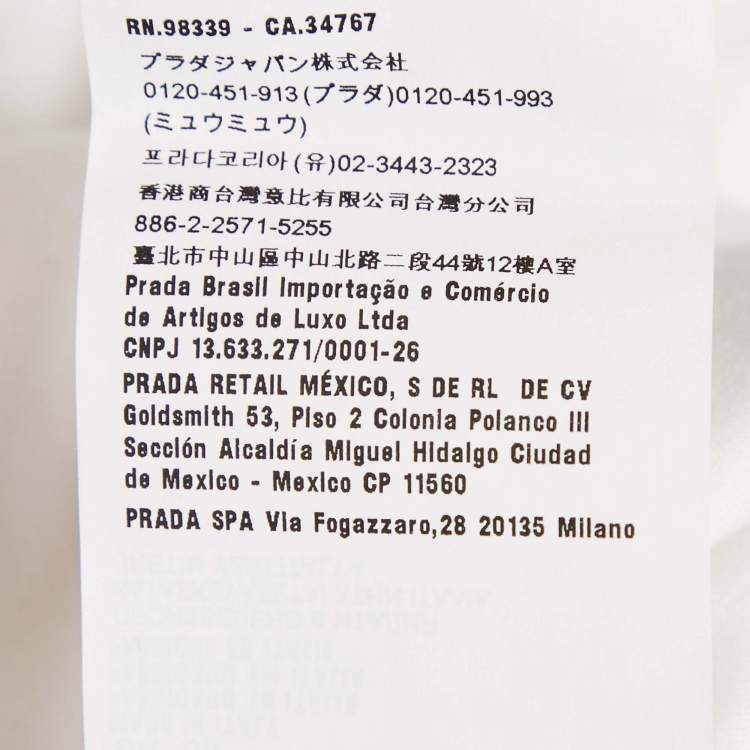 RN.98339 - CA.34767
プラダジャパン株式会社
0120-451-913(プラダ)0120-451-993
(ミュウミュウ)
프라다코리아(유)02-3443-2323
香港商台灣意比有限公司台灣分公司
886-2-2571-5255
臺北市中山區中山北路二段44號12樓A室
Prada Brasil Importação e Comércio
de Artigos de Luxo Ltda
CNPJ 13.633.271/0001-26
PRADA RETAIL MÉXICO, S DE RL DE CV
Goldsmith 53, Piso 2 Colonia Polanco III
Sección Alcaldía Miguel Hidalgo Ciudad
de Mexico - Mexico CP 11560
PRADA SPA Via Fogazzaro,28 20135 Milano